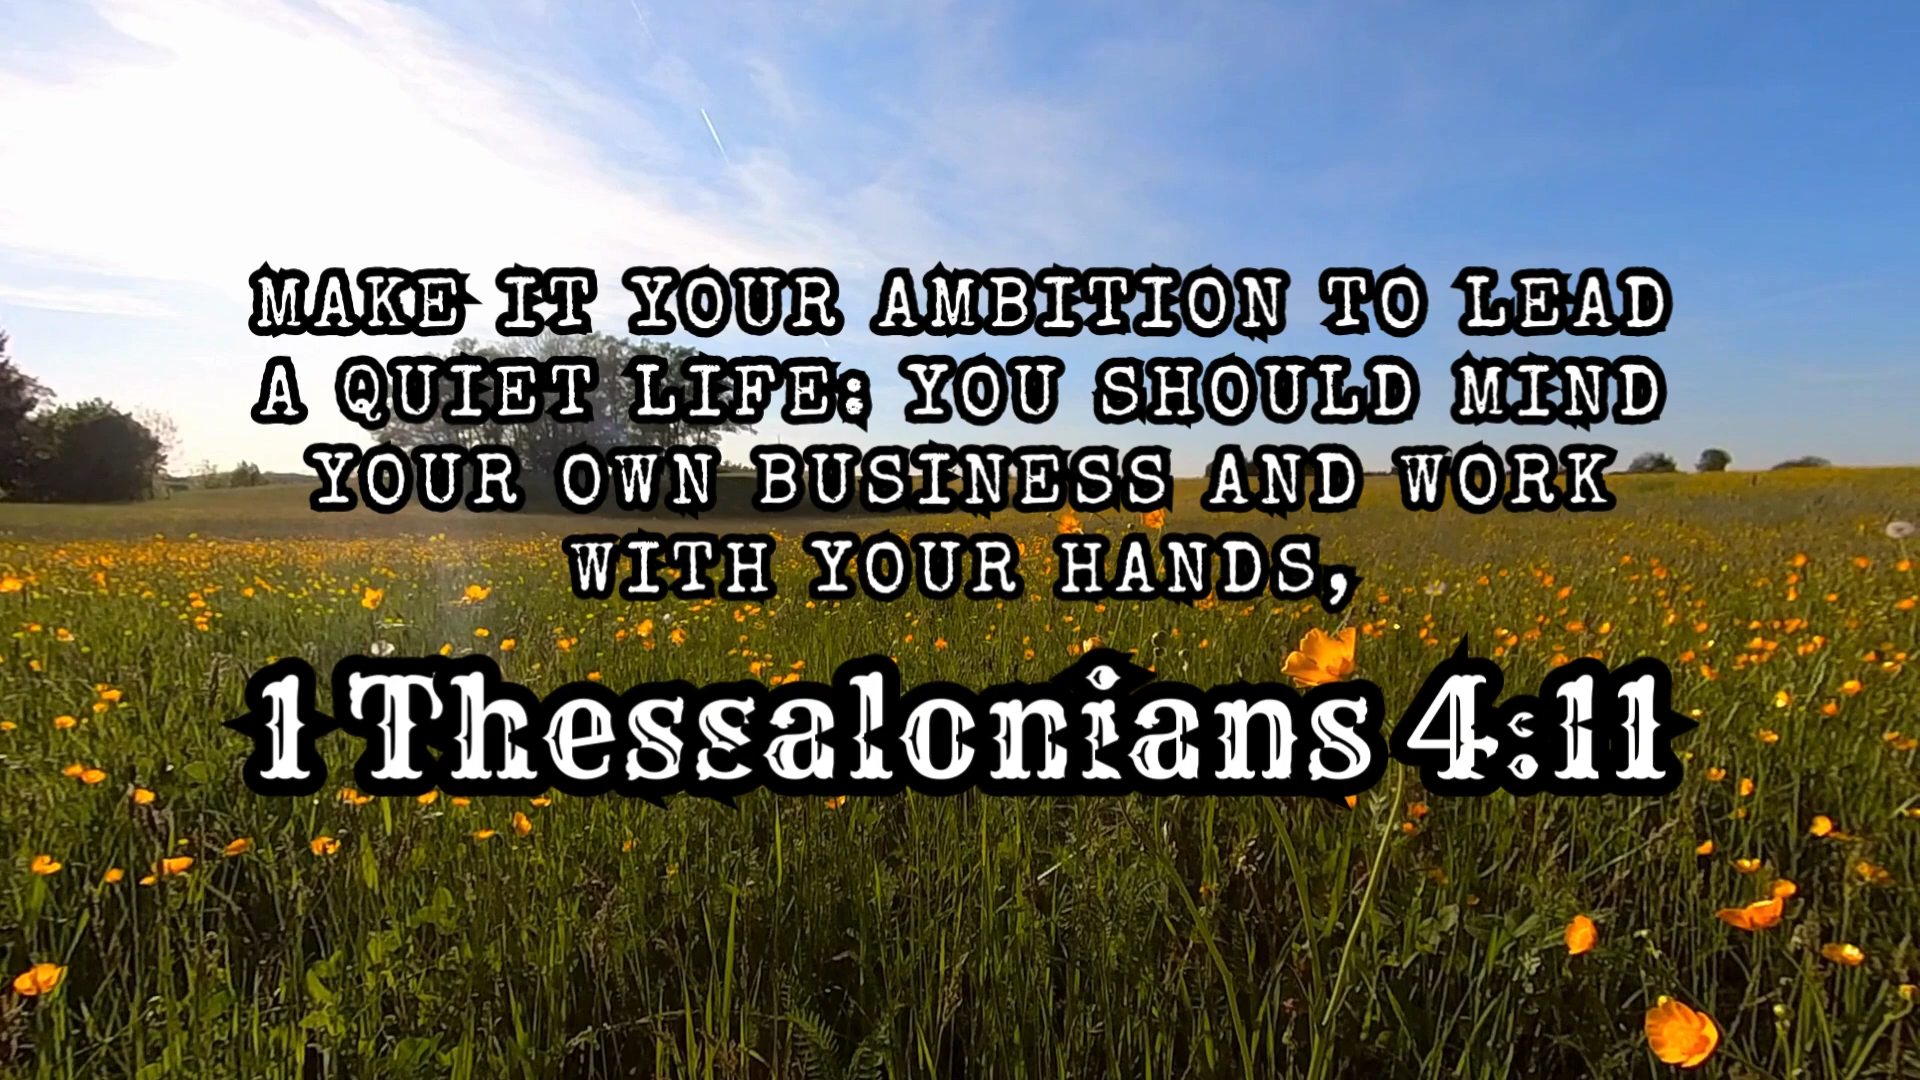 MAKE IT YOUR AMBITION TO LEAD
A QUIET LIFE: YOU SHOULD MIND
YOUR OWN BUSINESS AND WORK
WITH YOUR HANDS,
1 Thessalonians 4:11